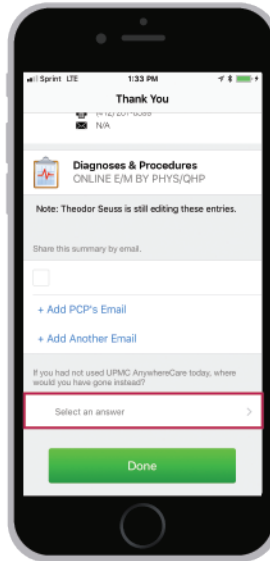 Sprint LTE 1:33 PM
Thank You
N/A
Diagnoses & Procedures
ONLINE E/M BY PHYS/QHP
Note: Theodor Seuss is still editing these entries.
Share this summary by email.
+ Add PCP's Email
+ Add Another Email
If you had not used UPMC AnywhereCare today, where
would you have gone instead?
Select an answer
Done